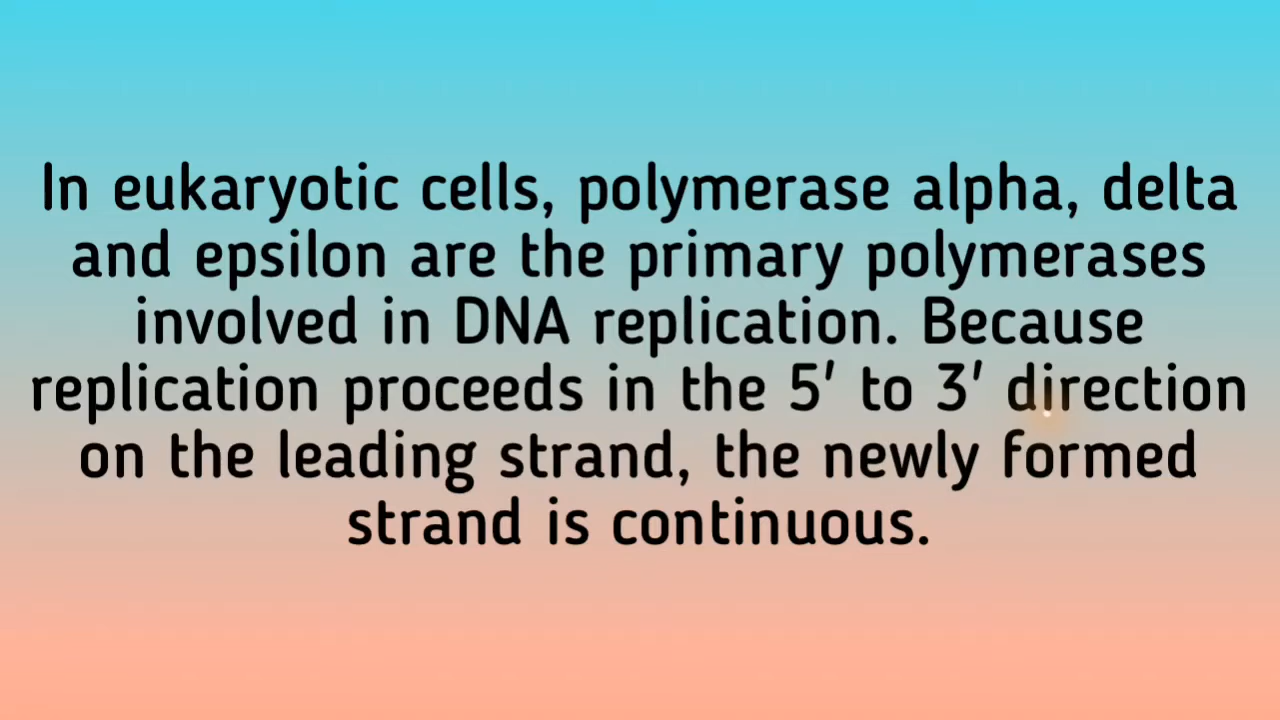 In eukaryotic cells, polymerase alpha, delta
and epsilon are the primary polymerases
involved in DNA replication. Because
replication proceeds in the 5' to 3' direction
on the leading strand, the newly formed
strand is continuous.